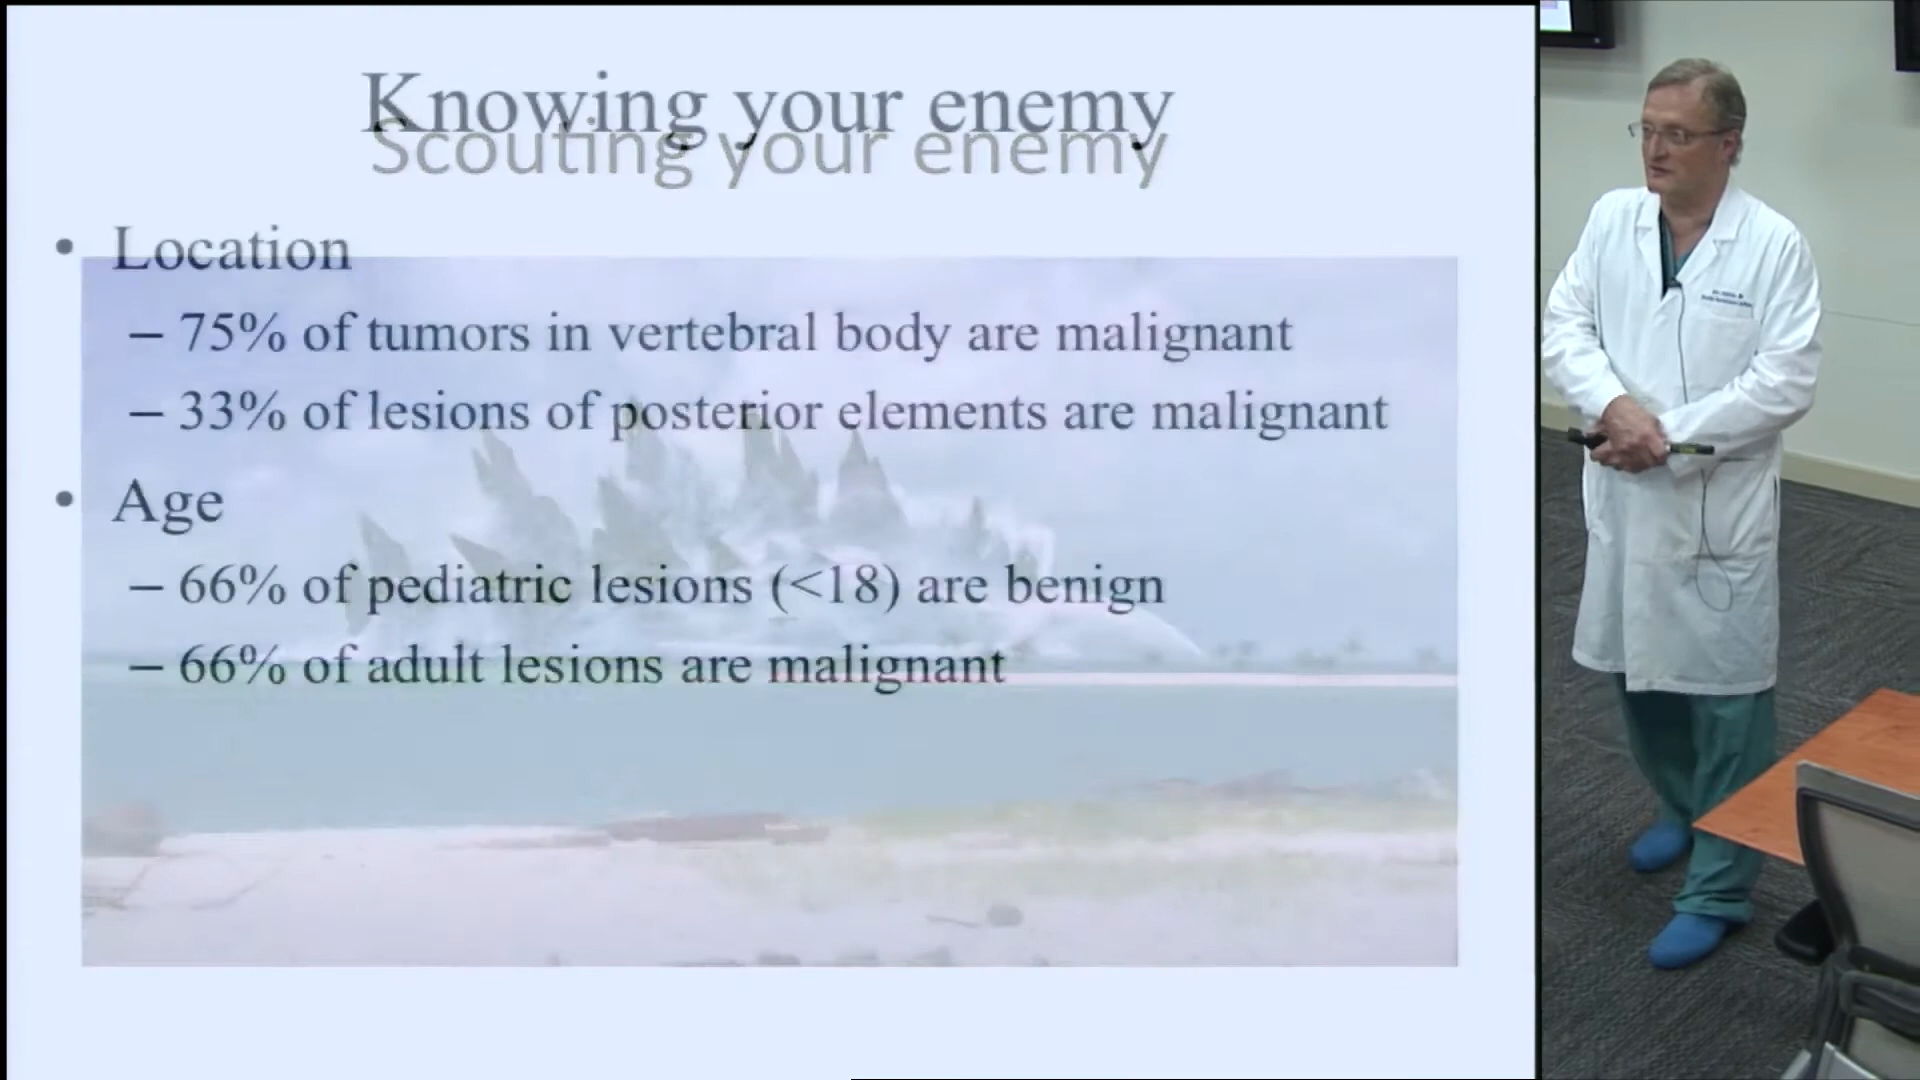 Knowing your enemy
Scouting your enemy
• Location
– 75% of tumors in vertebral body are malignant
– 33% of lesions of posterior elements are malignant
• Age
– 66% of pediatric lesions (<18) are benign
– 66% of adult lesions are malignant